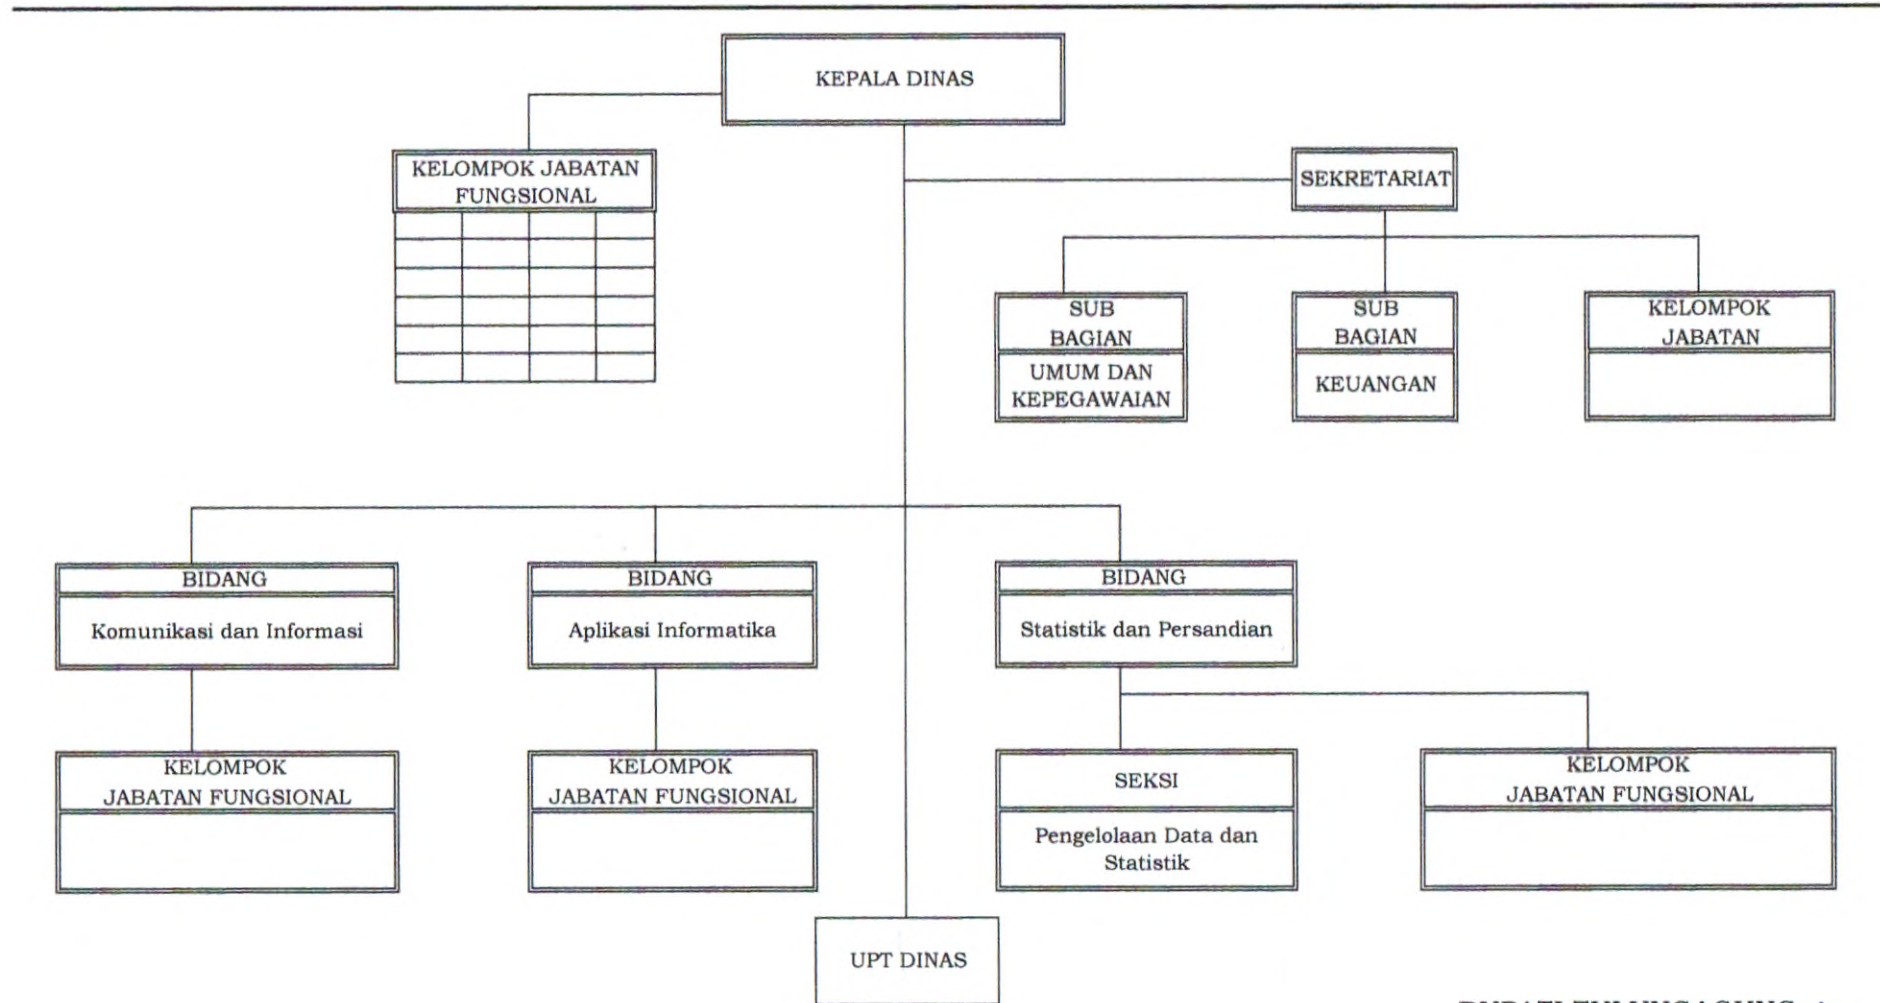 KEPALA DINAS
KELOMPOK JABATAN
FUNGSIONAL
SEKRETARIAT
SUB
BAGIAN
UMUM DAN
KEPEGAWAIAN
SUB
BAGIAN
KEUANGAN
KELOMPOK
JABATAN
BIDANG
Komunikasi dan Informasi
BIDANG
Aplikasi Informatika
BIDANG
Statistik dan Persandian
KELOMPOK
JABATAN FUNGSIONAL
KELOMPOK
JABATAN FUNGSIONAL
SEKSI
Pengelolaan Data dan
Statistik
KELOMPOK
JABATAN FUNGSIONAL
UPT DINAS